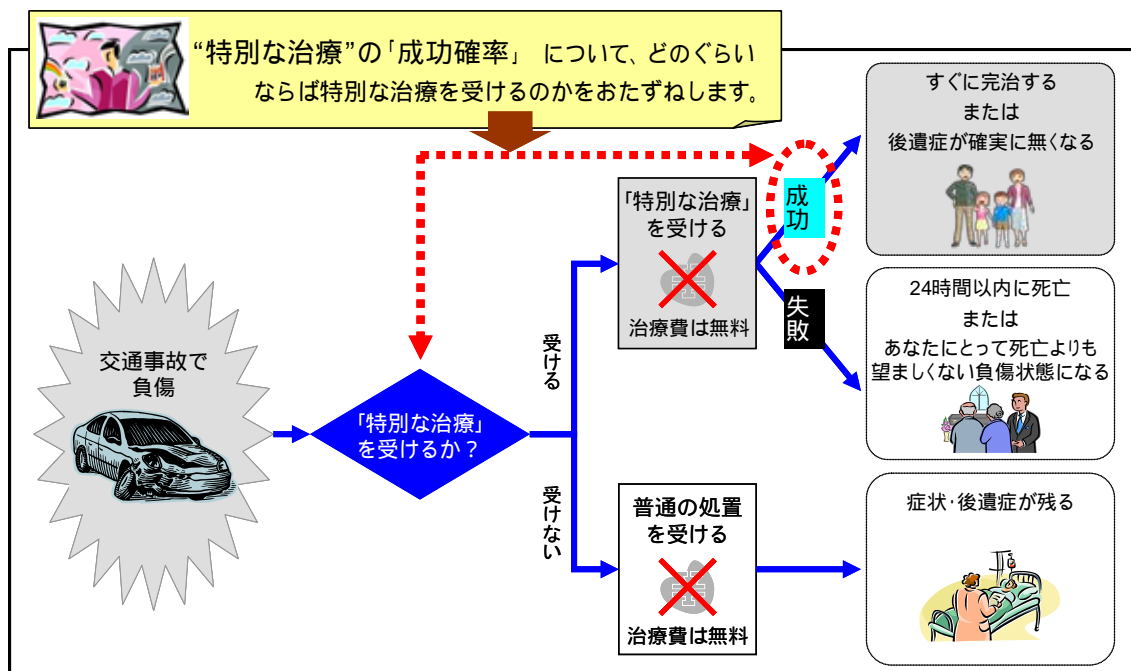 “特別な治療”の「成功確率」 について、どのぐらい
ならば特別な治療を受けるのかをおたずねします。
交通事故で
負傷
「特別な治療」
を受けるか？
受ける
受けない
「特別な治療」
を受ける
治療費は無料
成功
失敗
普通の処置
を受ける
治療費は無料
すぐに完治する
または
後遺症が確実に無くなる
24時間以内に死亡
または
あなたにとって死亡よりも
望ましくない負傷状態になる
症状・後遺症が残る